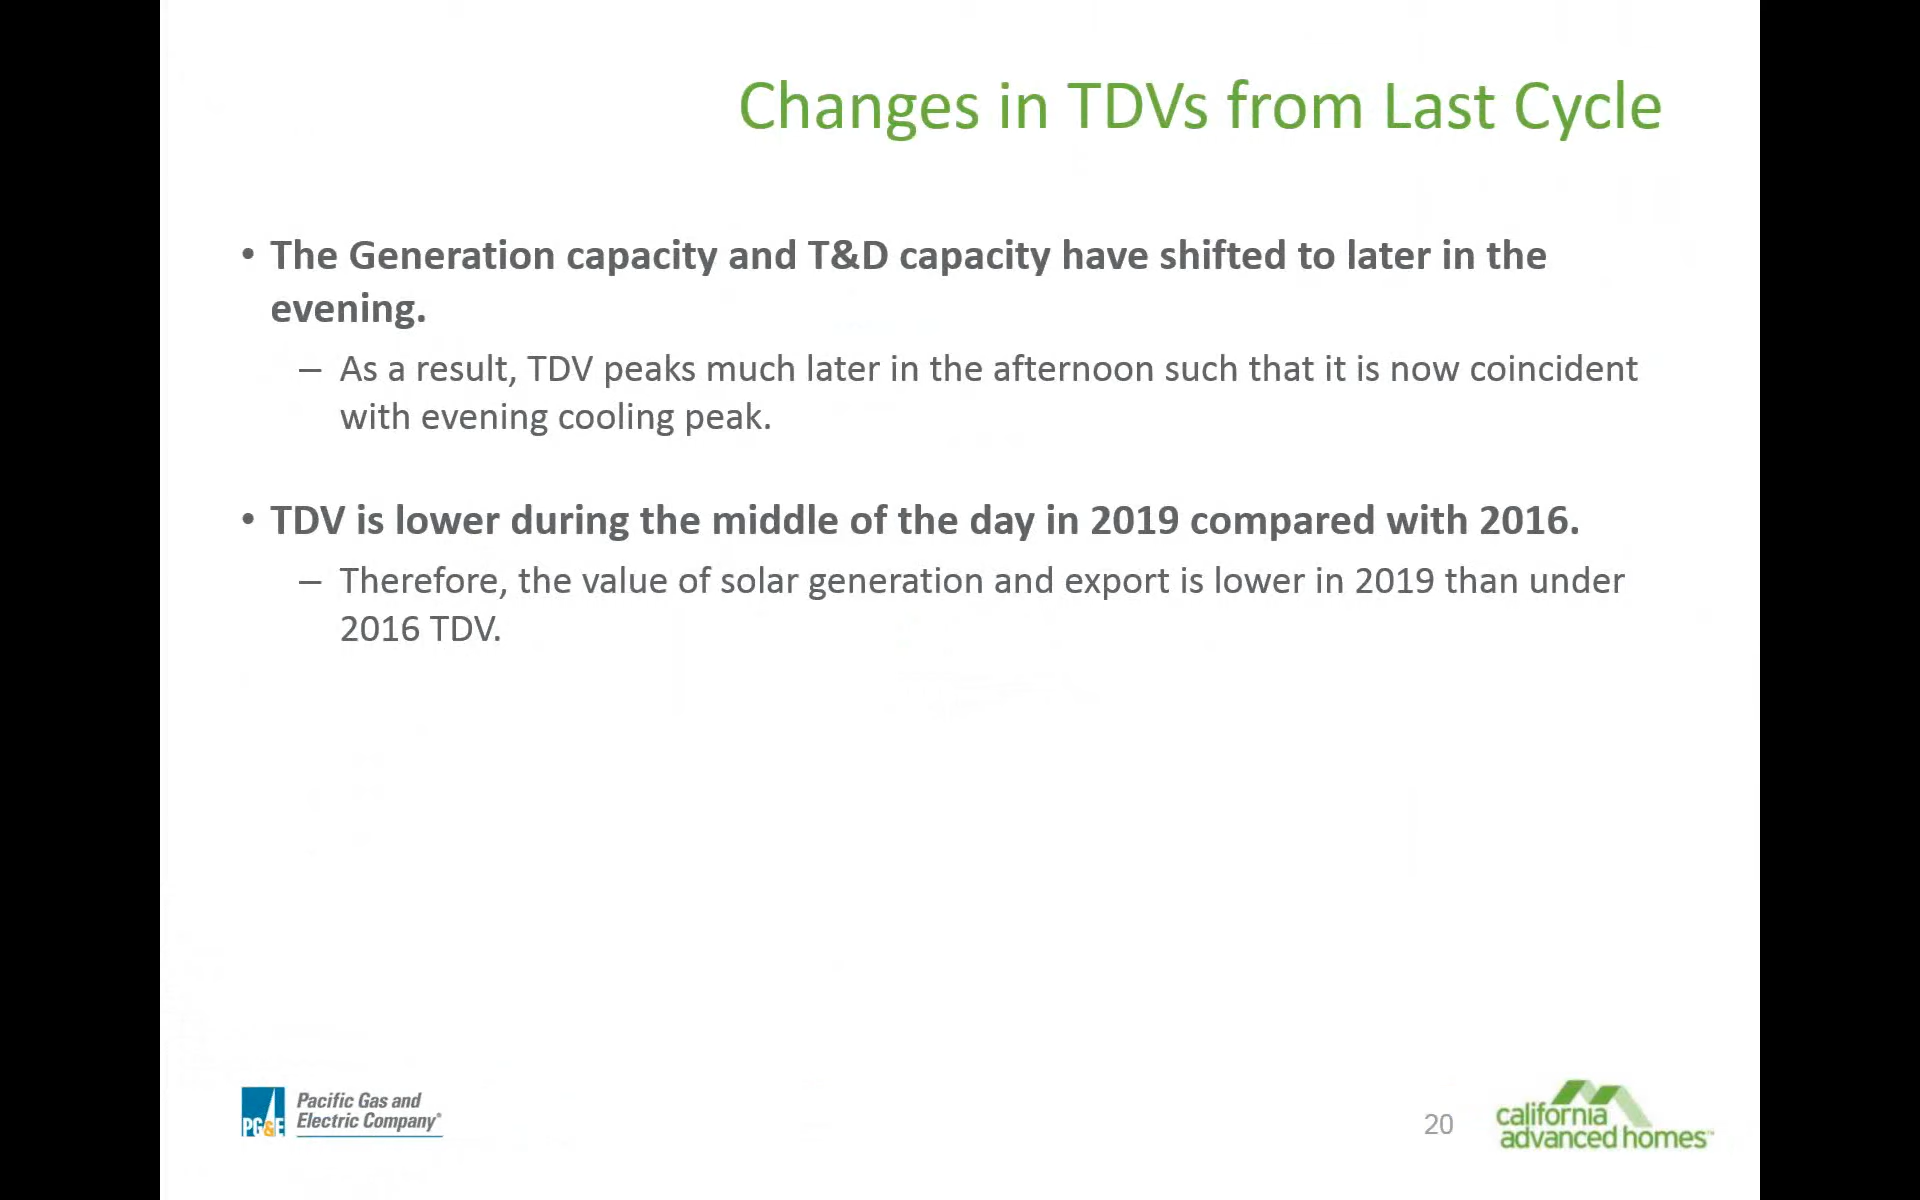 Changes in TDVs from Last Cycle
• The Generation capacity and T&D capacity have shifted to later in the
evening.
– As a result, TDV peaks much later in the afternoon such that it is now coincident
with evening cooling peak.
• TDV is lower during the middle of the day in 2019 compared with 2016.
– Therefore, the value of solar generation and export is lower in 2019 than under
2016 TDV.
PG&E
Pacific Gas and
Electric Company®
20
california
advanced homes™